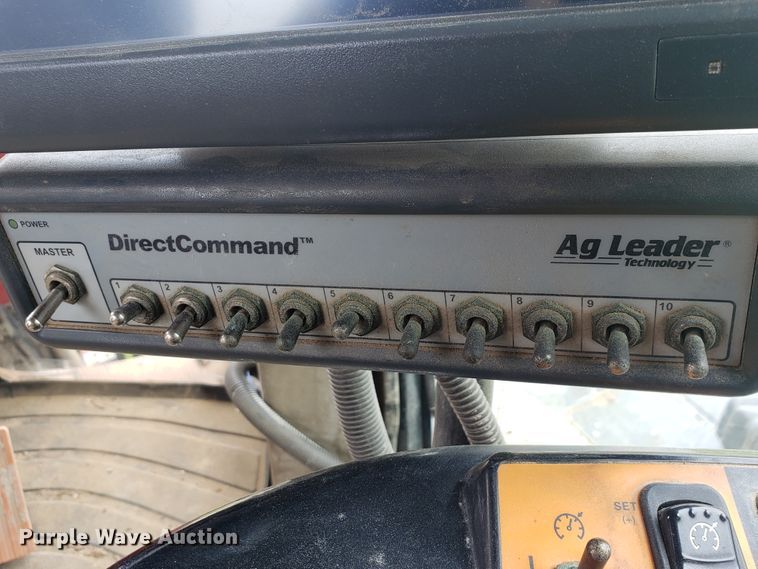 POWER
MASTER
DirectCommand™
Ag Leader®
Technology
1 2 3 4 5 6 7 8 9 10
SET
(+)
Purple Wave Auction